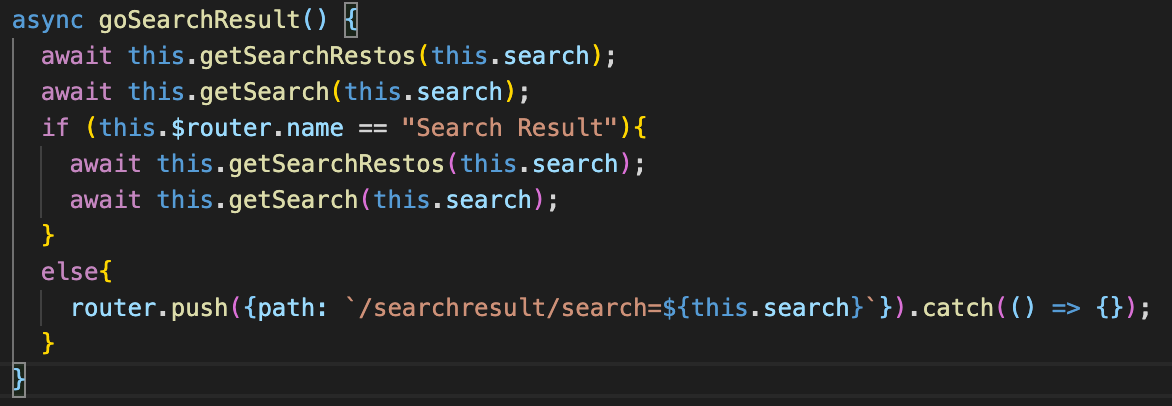 async goSearchResult() {
  await this.getSearchRestos(this.search);
  await this.getSearch(this.search);
  if (this.$router.name == "Search Result"){
    await this.getSearchRestos(this.search);
    await this.getSearch(this.search);
  }
  else{
    router.push({path: `/searchresult/search=${this.search}`}).catch(() => {});
  }
}